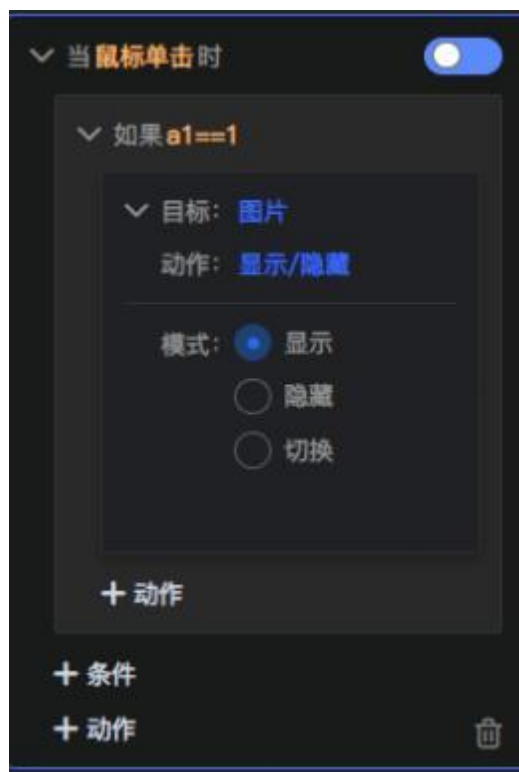 当鼠标单击时
如果a1==1
目标：图片
动作：显示/隐藏
模式：显示
隐藏
切换
+ 动作
+ 条件
+ 动作